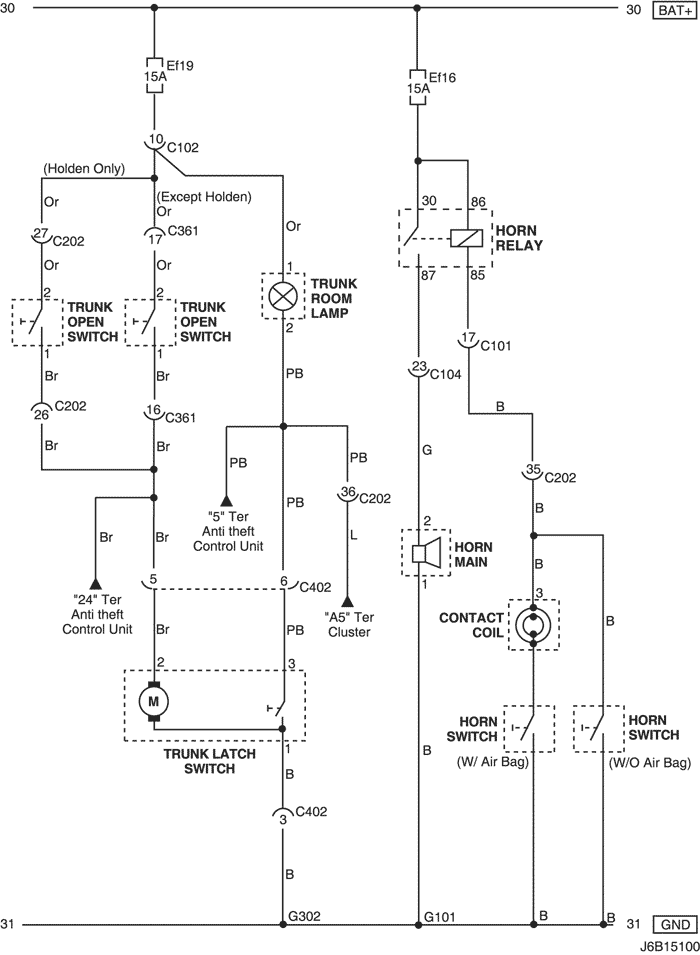 30
30 BAT+
Ef19
15A
Ef16
15A
10 C102
(Holden Only)
(Except Holden)
Or
Or
Or
30
86
HORN
RELAY
87
85
27 C202
C361
17
Or
Or
1
TRUNK
ROOM
LAMP
2
2
TRUNK
OPEN
SWITCH
1
2
TRUNK
OPEN
SWITCH
1
17 C101
23 C104
Br
Br
PB
B
C202
26
16 C361
Br
Br
G
35 C202
PB
PB
PB
36 C202
B
"5" Ter
Anti theft
Control Unit
L
2
HORN
MAIN
1
Br
Br
B
B
5
6 C402
"24" Ter
Anti theft
Control Unit
"A5" Ter
Cluster
3
CONTACT
COIL
Br
PB
2
3
M
TRUNK LATCH
SWITCH
1
HORN
SWITCH
(W/ Air Bag)
HORN
SWITCH
(W/O Air Bag)
B
B
C402
3
B
G302
G101
B
B
31
31 GND
J6B15100